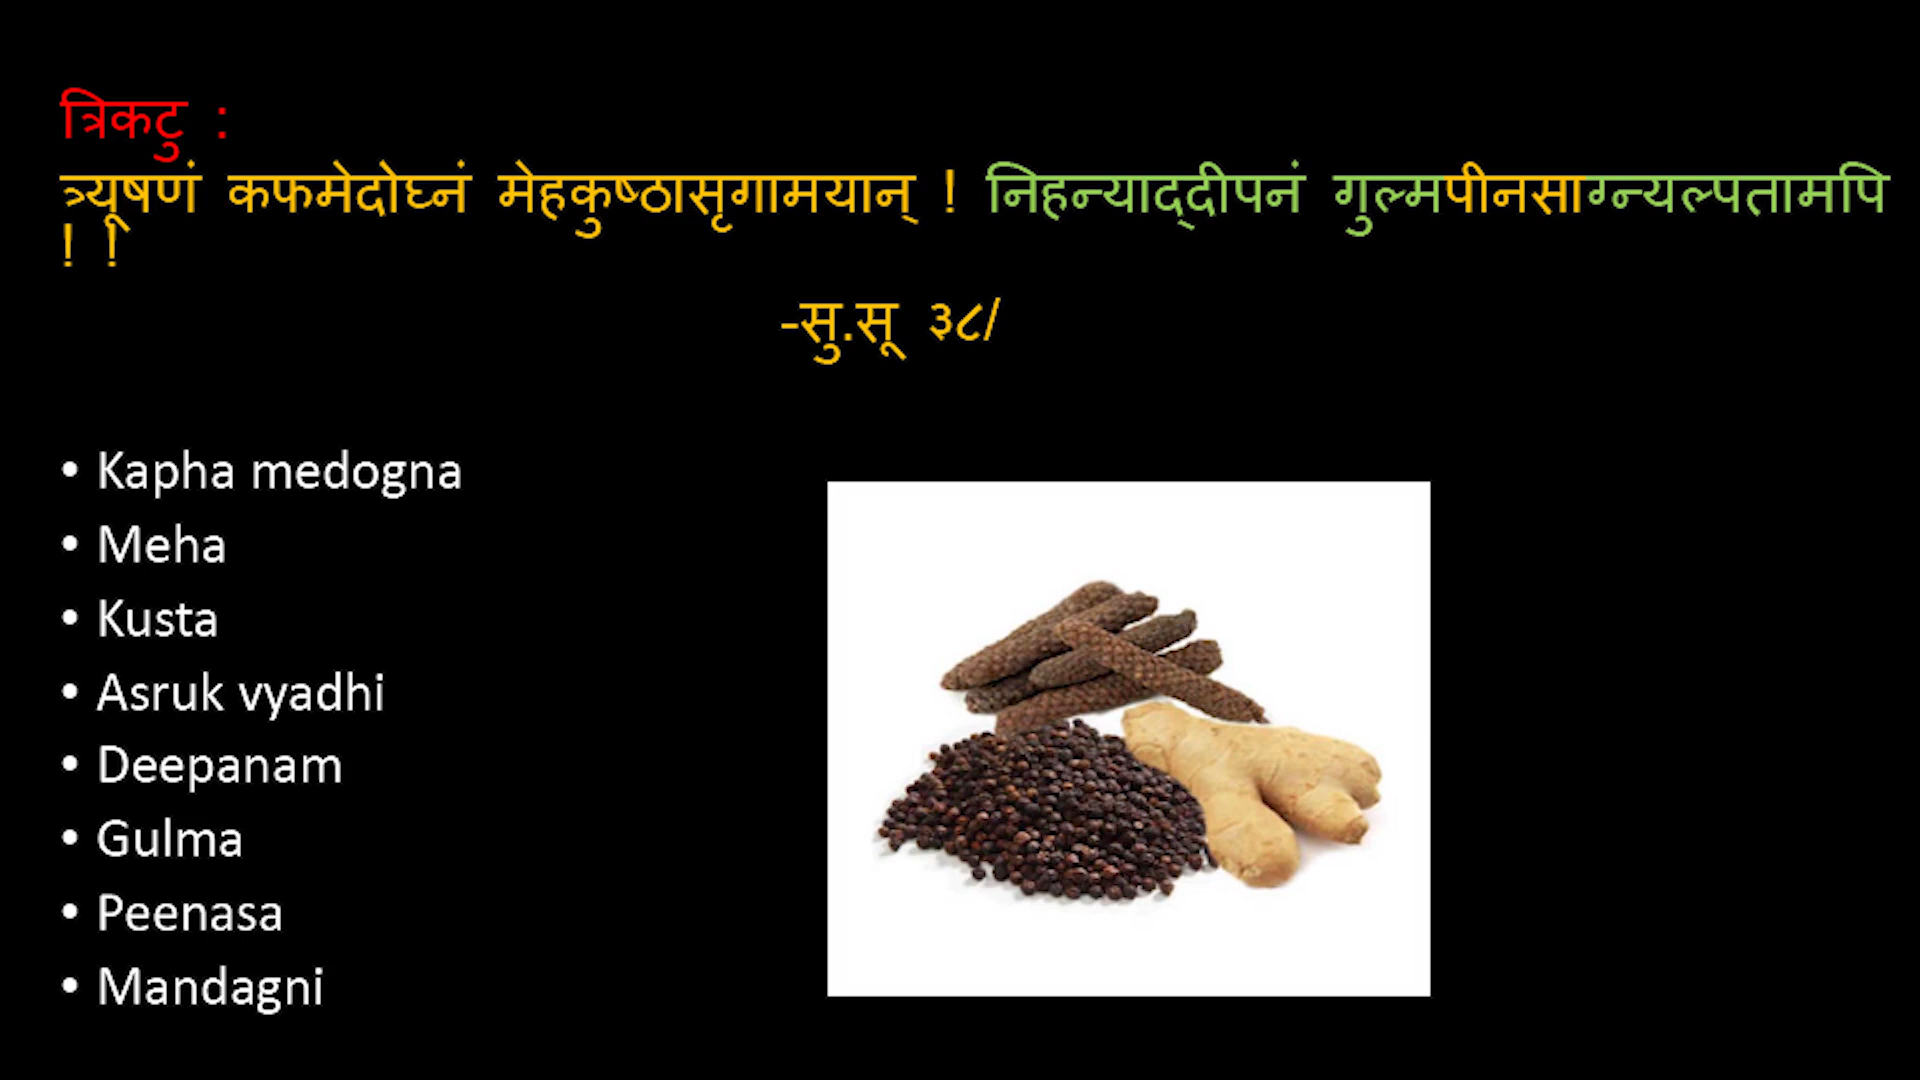 त्रिकटु :
त्र्यूषणं कफमेदोघ्नं मेहकुष्ठासृगामयान् ! निहन्याद्दीपनं गुल्मपीनसाग्न्यल्पतामपि
! !
-सु.सू ३८/
• Kapha medogna
• Meha
• Kusta
• Asruk vyadhi
• Deepanam
• Gulma
• Peenasa
• Mandagni